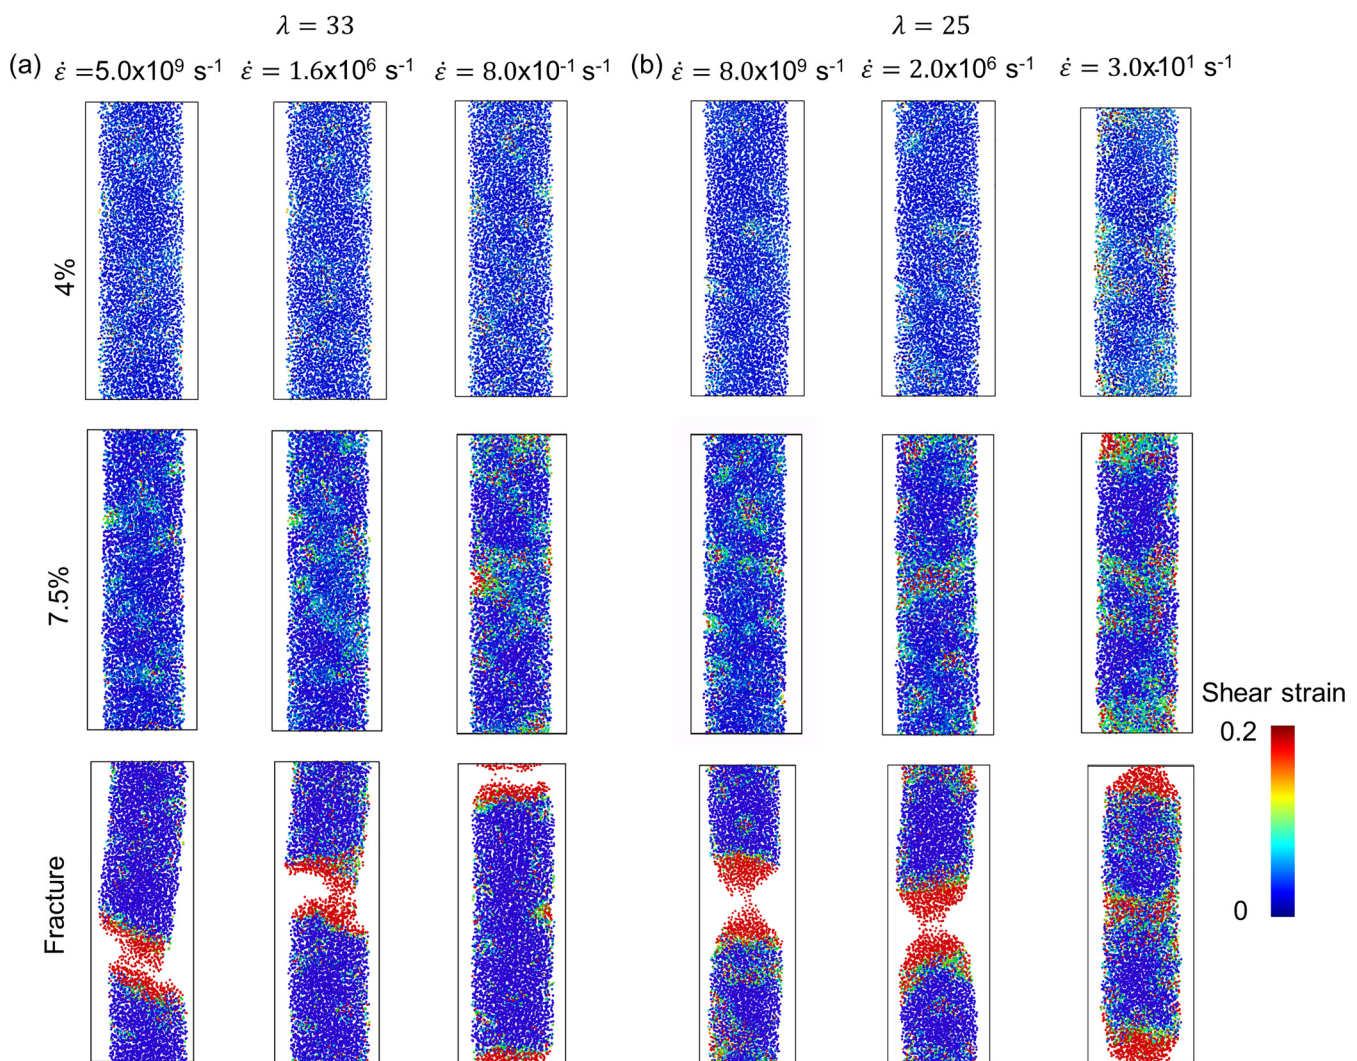 λ = 33
λ = 25
(a) ε̇ =5.0x10⁹ s⁻¹
ε̇ = 1.6x10⁶ s⁻¹
ε̇ = 8.0x10⁻¹ s⁻¹
(b) ε̇ = 8.0x10⁹ s⁻¹
ε̇ = 2.0x10⁶ s⁻¹
ε̇ = 3.0x10¹ s⁻¹
4%
7.5%
Shear strain
0.2
0
Fracture